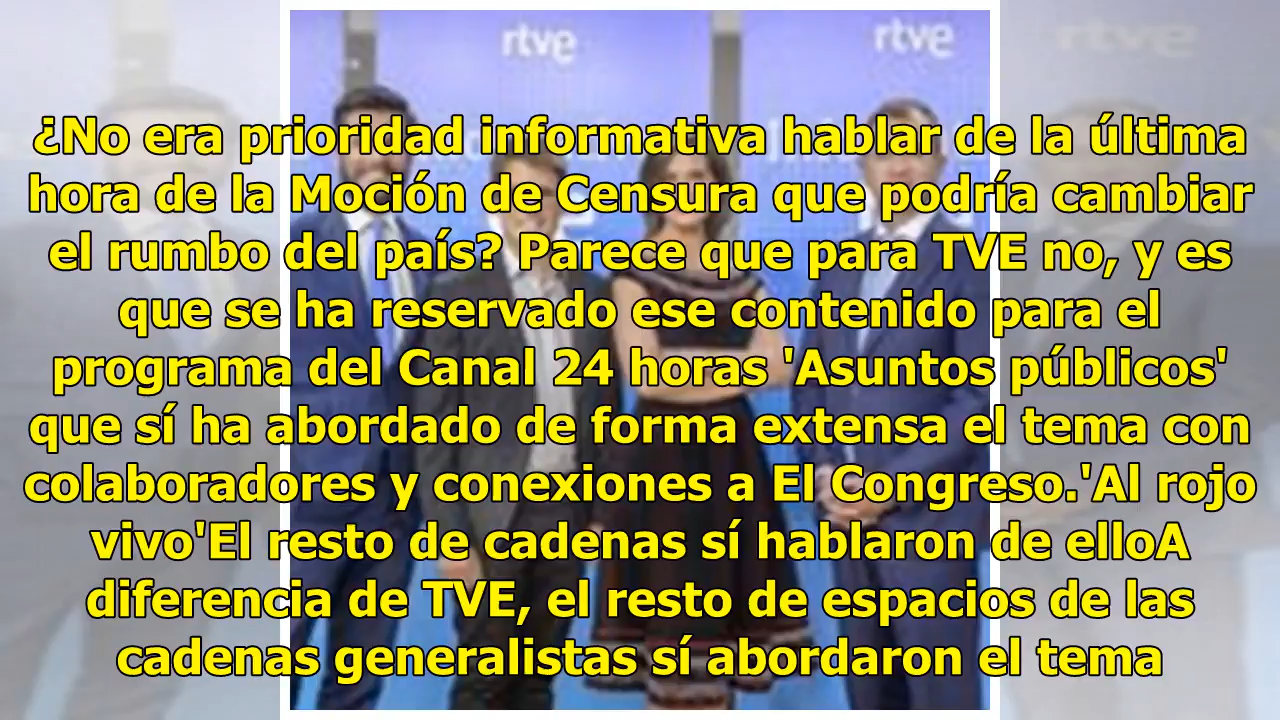 rtve
rtve
rtve
¿No era prioridad informativa hablar de la última
hora de la Moción de Censura que podría cambiar
el rumbo del país? Parece que para TVE no, y es
que se ha reservado ese contenido para el
programa del Canal 24 horas 'Asuntos públicos'
que sí ha abordado de forma extensa el tema con
colaboradores y conexiones a El Congreso.'Al rojo
vivo'El resto de cadenas sí hablaron de elloA
diferencia de TVE, el resto de espacios de las
cadenas generalistas sí abordaron el tema